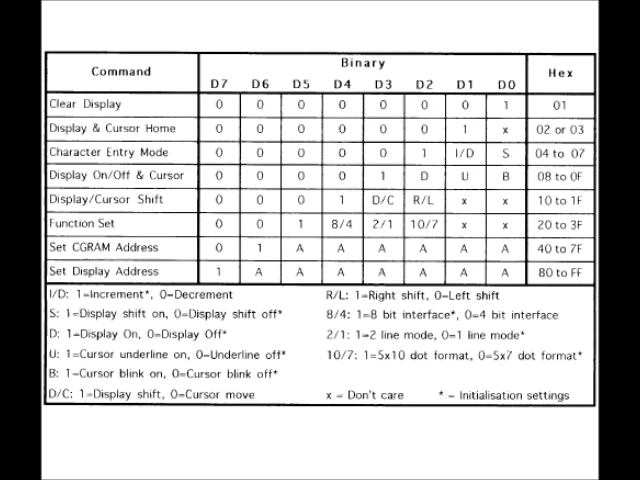 Command Binary Hex
D7 D6 D5 D4 D3 D2 D1 D0
Clear Display 0 0 0 0 0 0 0 1 01
Display & Cursor Home 0 0 0 0 0 0 1 x 02 or 03
Character Entry Mode 0 0 0 0 0 1 I/D S 04 to 07
Display On/Off & Cursor 0 0 0 0 1 D U B 08 to 0F
Display/Cursor Shift 0 0 0 1 D/C R/L x x 10 to 1F
Function Set 0 0 1 8/4 2/1 10/7 x x 20 to 3F
Set CGRAM Address 0 1 A A A A A A 40 to 7F
Set Display Address 1 A A A A A A A 80 to FF
I/D: 1=Increment*, 0=Decrement R/L: 1=Right shift, 0=Left shift
S: 1=Display shift on, 0=Display shift off* 8/4: 1=8 bit interface*, 0=4 bit interface
D: 1=Display On, 0=Display Off* 2/1: 1=2 line mode, 0=1 line mode*
U: 1=Cursor underline on, 0=Underline off* 10/7: 1=5x10 dot format, 0=5x7 dot format*
B: 1=Cursor blink on, 0=Cursor blink off*
D/C: 1=Display shift, 0=Cursor move x = Don't care * = Initialisation settings